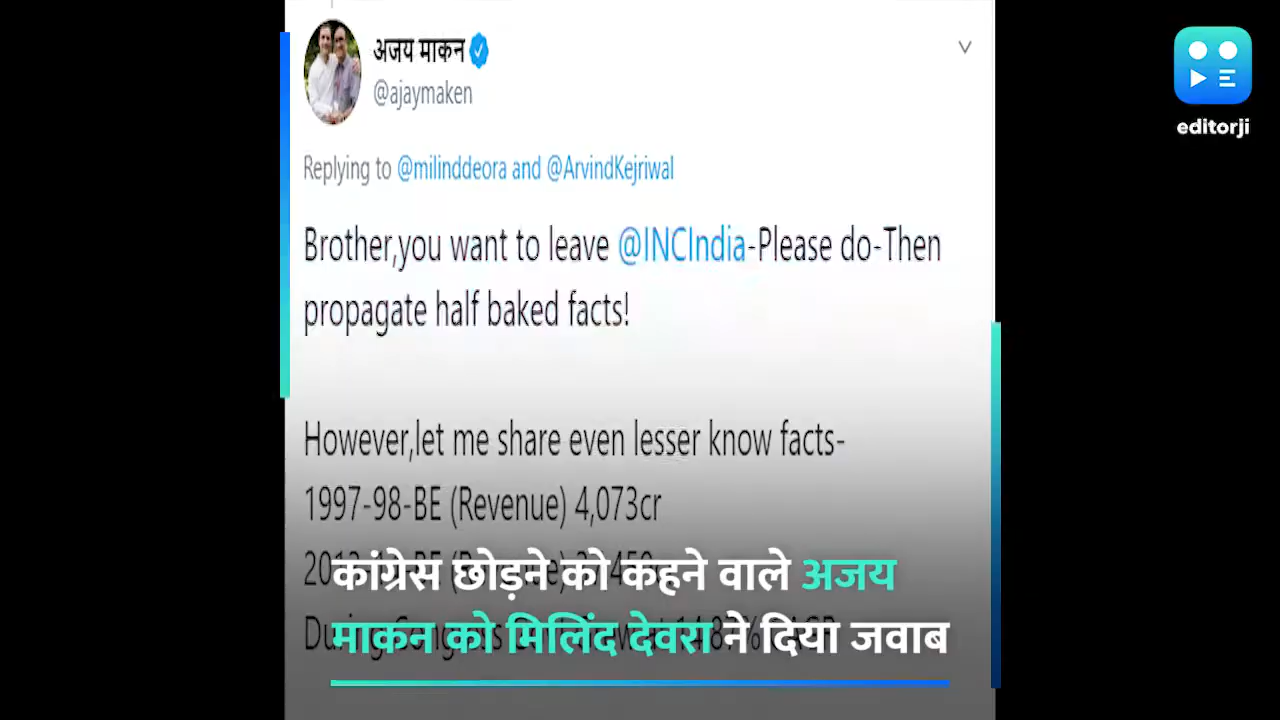 अजय माकन
@ajaymaken
editorji
Replying to @milinddeora and @ArvindKejriwal
Brother,you want to leave @INCIndia-Please do-Then
propagate half baked facts!
However,let me share even lesser know facts-
1997-98-BE (Revenue) 4,073cr
कांग्रेस छोड़ने को कहने वाले अजय
माकन को मिलिंद देवरा ने दिया जवाब